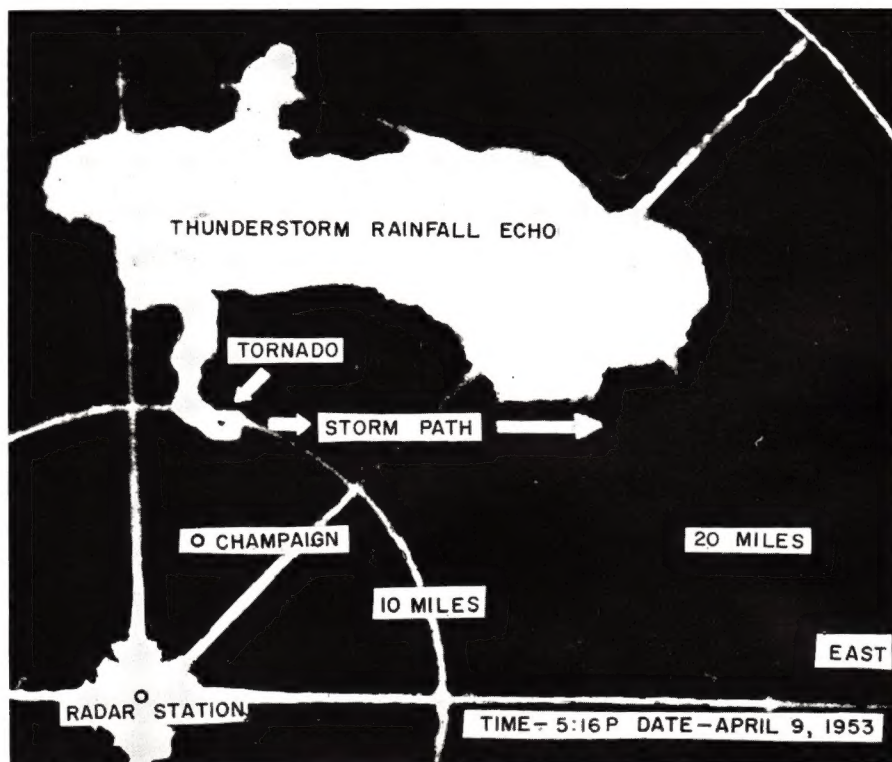 THUNDERSTORM RAINFALL ECHO
TORNADO
STORM PATH
O CHAMPAIGN
20 MILES
10 MILES
EAST
RADAR STATION
TIME-5:16P DATE-APRIL 9, 1953